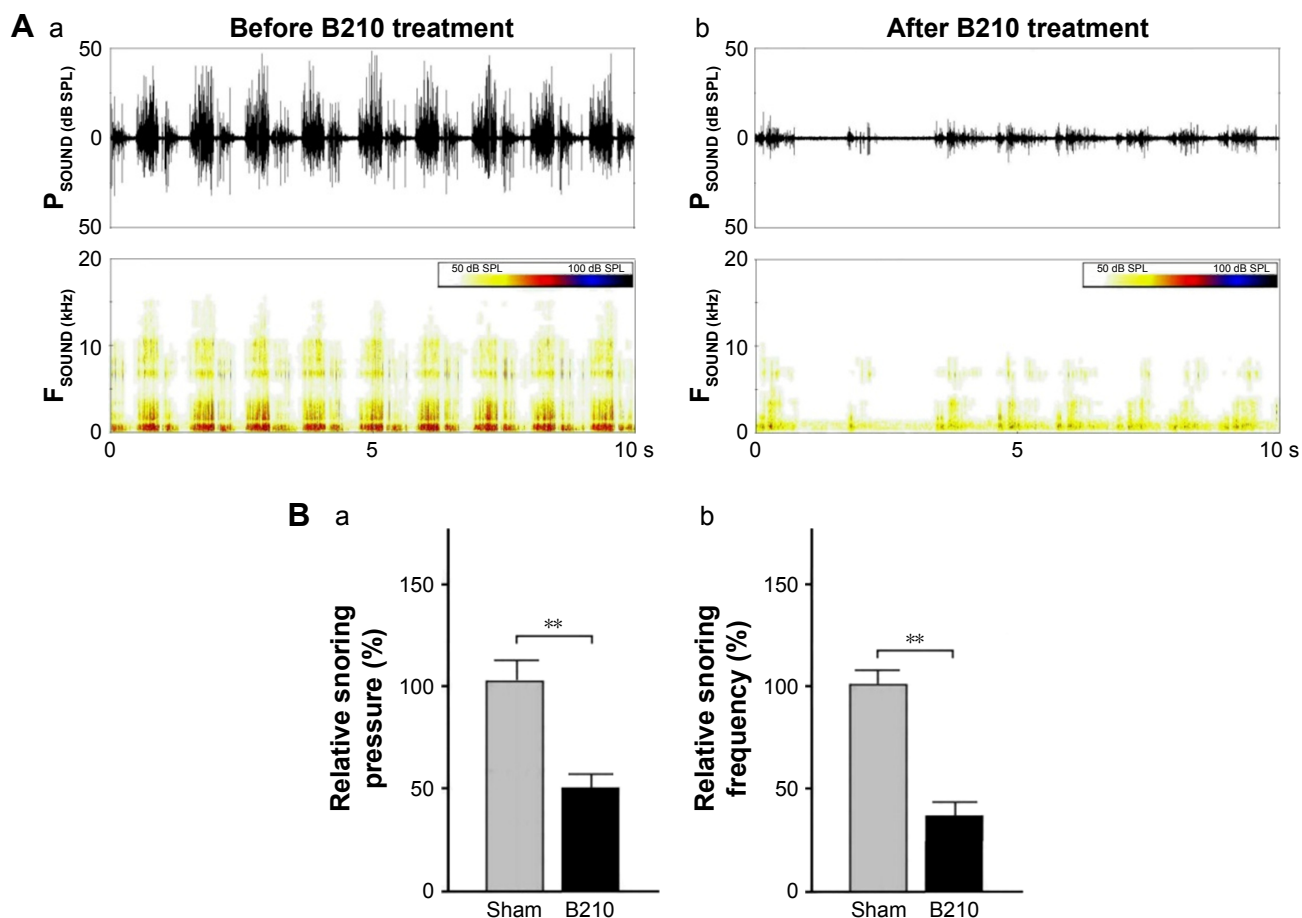 A a Before B210 treatment
50
0
50
P SOUND (dB SPL)
20
10
0
F SOUND (kHz)
50 dB SPL 100 dB SPL
0 5 10 s
b After B210 treatment
50
0
50
P SOUND (dB SPL)
20
10
0
F SOUND (kHz)
50 dB SPL 100 dB SPL
0 5 10 s
B a
Relative snoring
pressure (%)
150
100
50
0
**
Sham B210
b
Relative snoring
frequency (%)
150
100
50
0
**
Sham B210